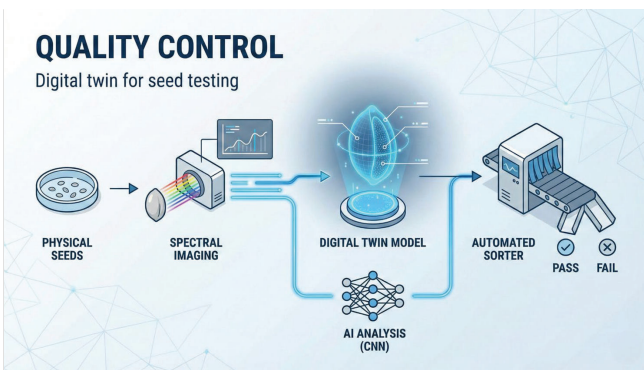 QUALITY CONTROL
Digital twin for seed testing
PHYSICAL
SEEDS
SPECTRAL
IMAGING
DIGITAL TWIN MODEL
AUTOMATED
SORTER
PASS
FAIL
AI ANALYSIS
(CNN)